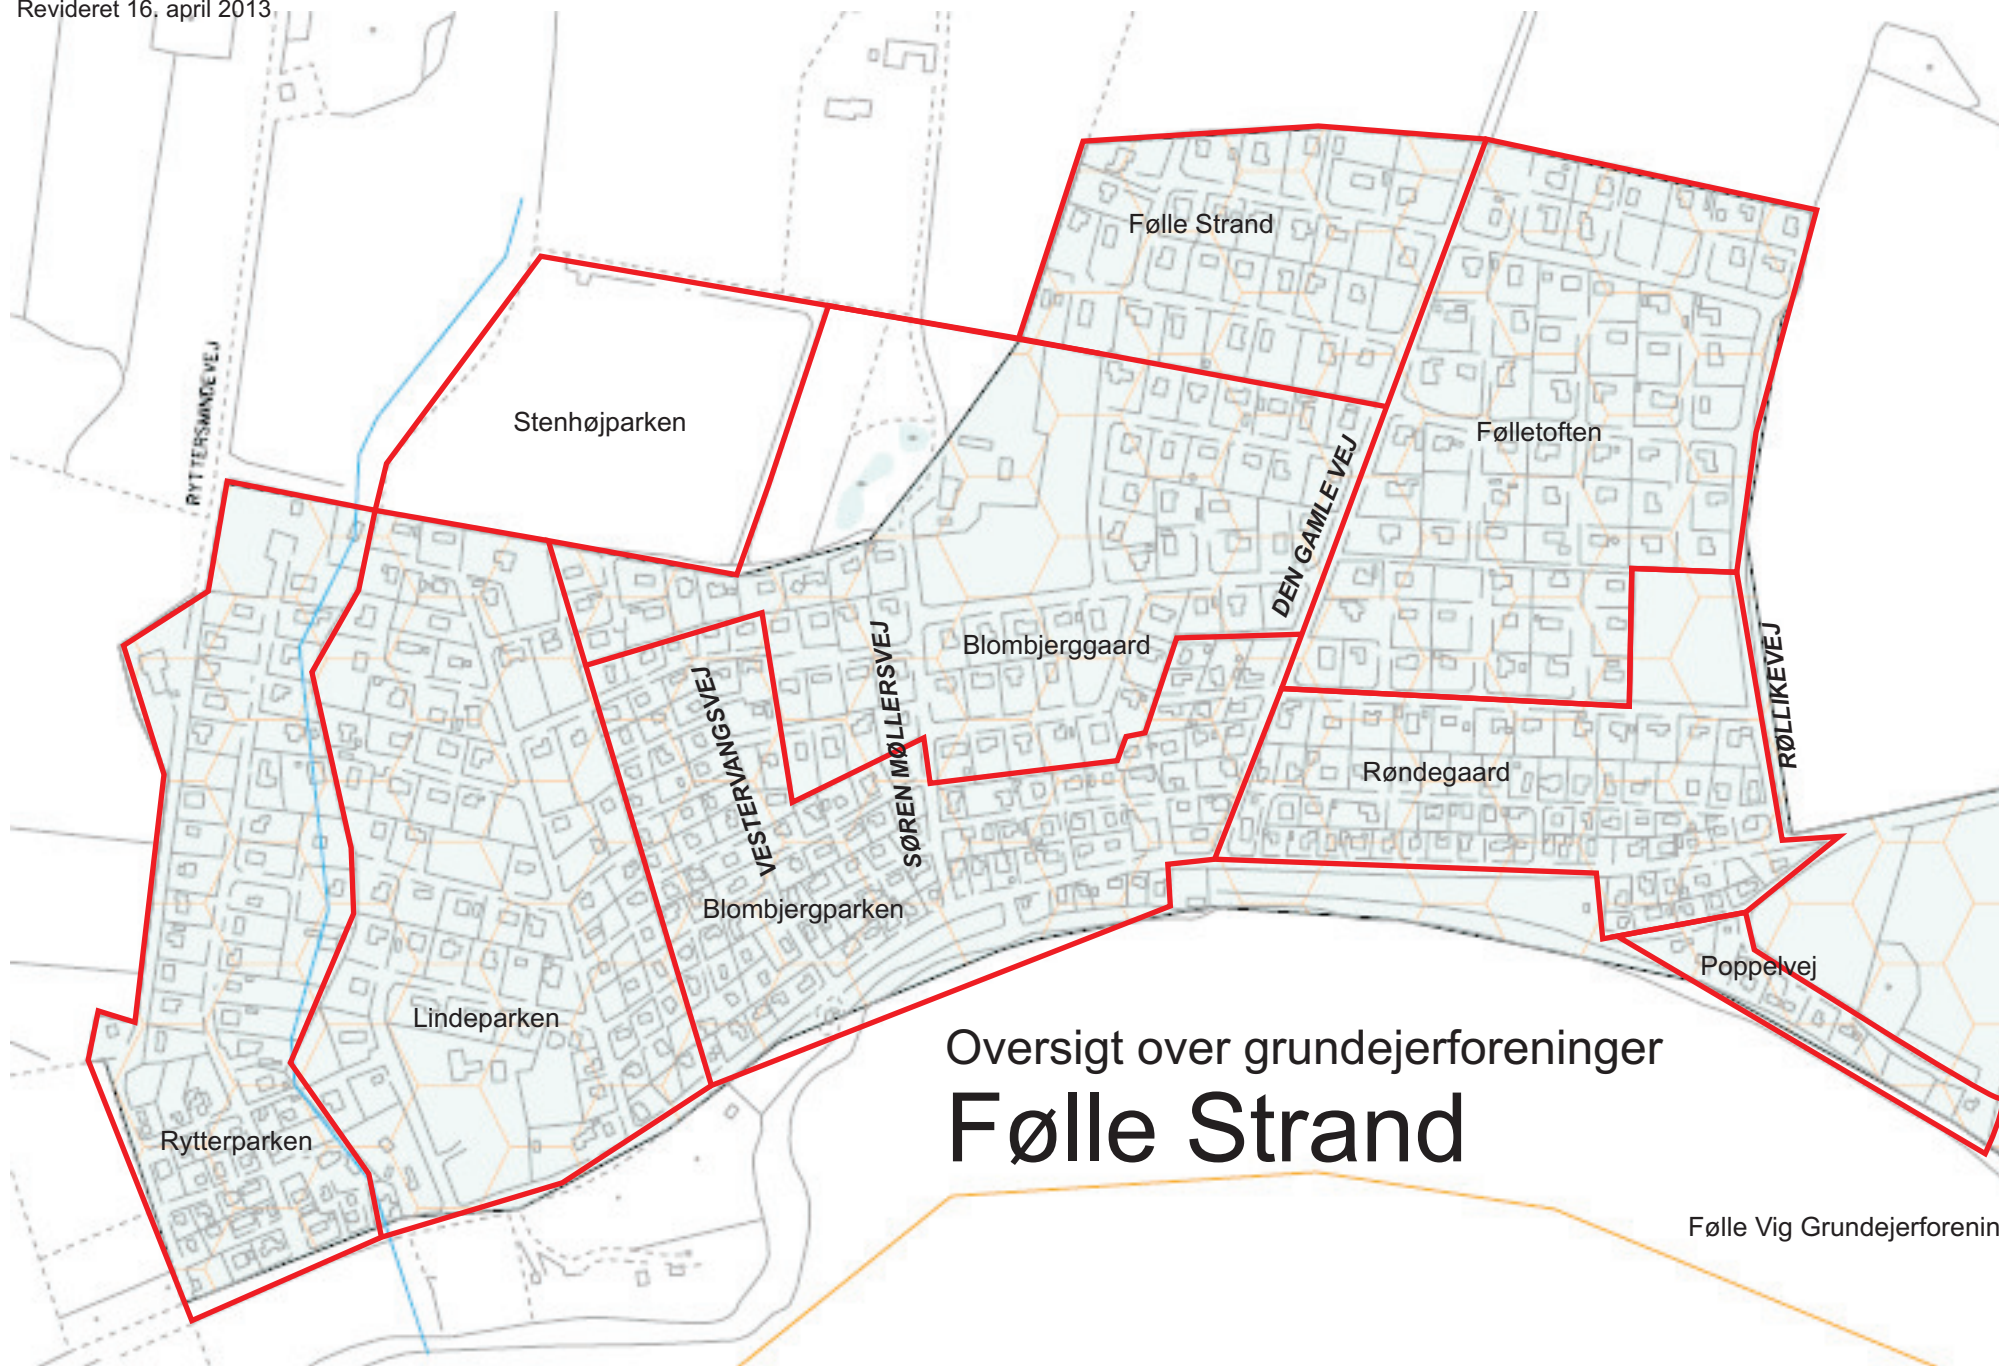 Revideret 16. april 2013
Følle Strand
RYTTERSMINDEVEJ
Stenhøjparken
Følletoften
DEN GAMLE VEJ
Blombjerggaard
SØREN MØLLERSVEJ
VESTERVANGSVEJ
RØLLIKEVEJ
Røndegaard
Blombjergparken
Poppelvej
Lindeparken
Oversigt over grundejerforeninger
Følle Strand
Rytterparken
Følle Vig Grundejerforenin